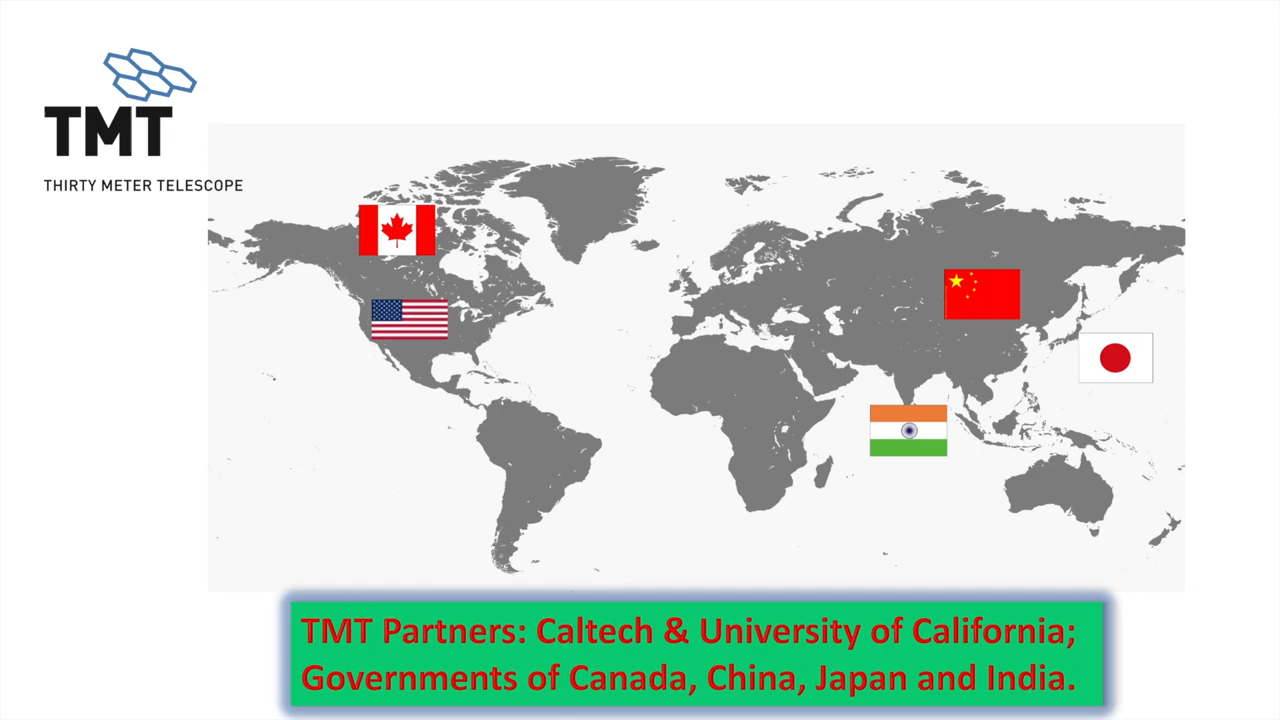 TMT
THIRTY METER TELESCOPE
TMT Partners: Caltech & University of California;
Governments of Canada, China, Japan and India.